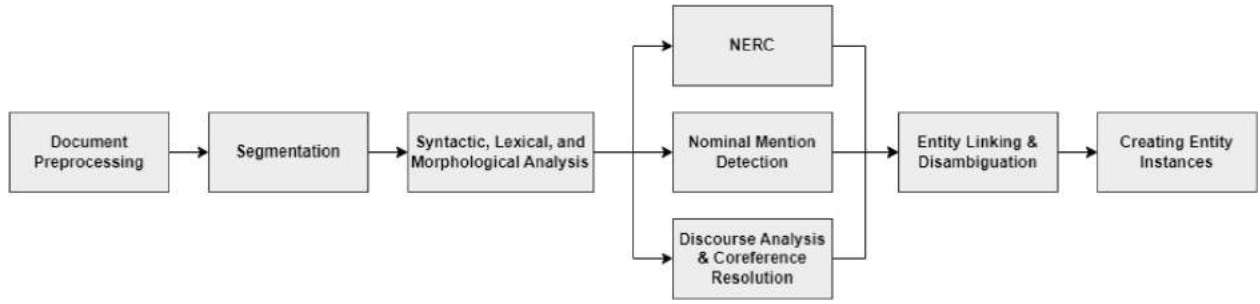 Document
Preprocessing
Segmentation
Syntactic, Lexical, and
Morphological Analysis
NERC
Nominal Mention
Detection
Discourse Analysis
& Coreference
Resolution
Entity Linking &
Disambiguation
Creating Entity
Instances